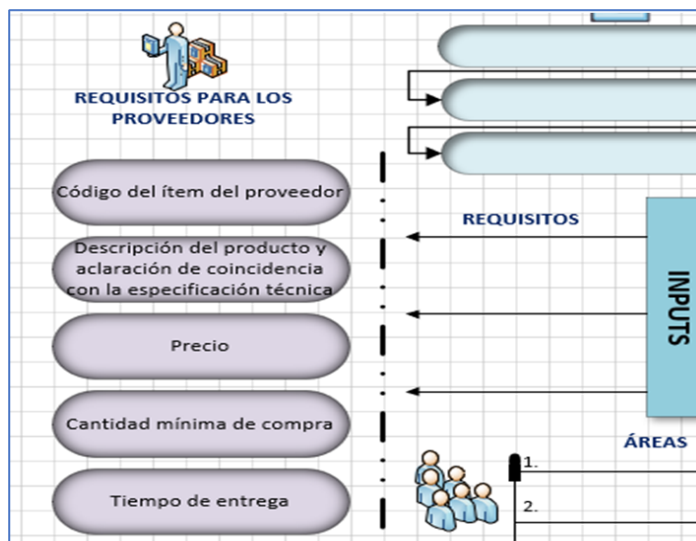 REQUISITOS PARA LOS
PROVEEDORES
Código del ítem del proveedor
Descripción del producto y
aclaración de coincidencia
con la especificación técnica
Precio
Cantidad mínima de compra
Tiempo de entrega
REQUISITOS
INPUTS
ÁREAS
1.
2.